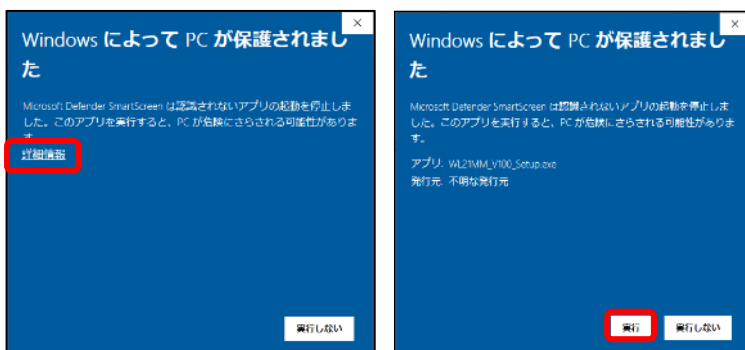 Windows によって PC が保護されまし
た
Microsoft Defender SmartScreen は認識されないアプリの起動を停止しま
した。このアプリを実行すると、PC が危険にさらされる可能性がありま
す。
詳細情報
実行しない
Windows によって PC が保護されまし
た
Microsoft Defender SmartScreen は認識されないアプリの起動を停止しま
した。このアプリを実行すると、PC が危険にさらされる可能性がありま
す。
アプリ: WL21MM_V100_Setup.exe
発行元: 不明な発行元
実行
実行しない